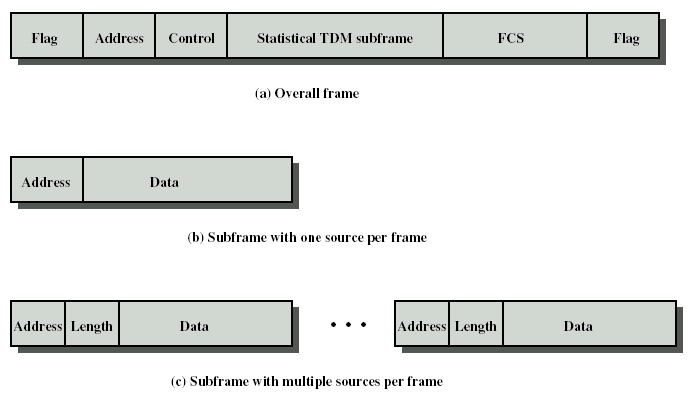 Flag Address Control Statistical TDM subframe FCS Flag
(a) Overall frame
Address Data
(b) Subframe with one source per frame
Address Length Data • • • Address Length Data
(c) Subframe with multiple sources per frame